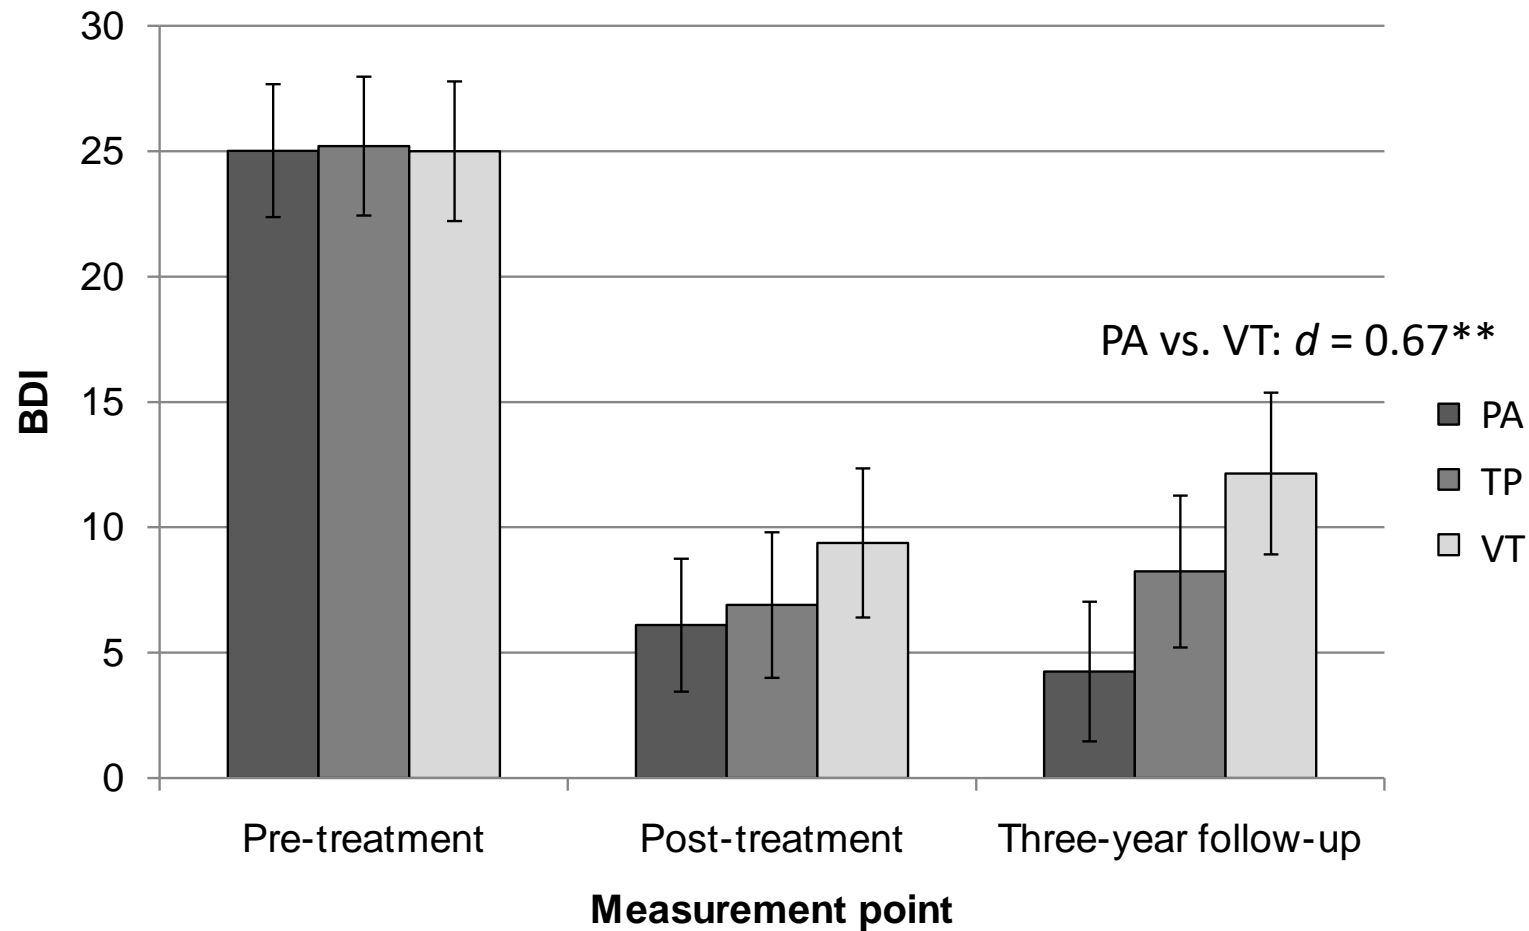 30
25
20
15
10
5
0
BDI
PA vs. VT: d = 0.67**
PA
TP
VT
Pre-treatment Post-treatment Three-year follow-up
Measurement point